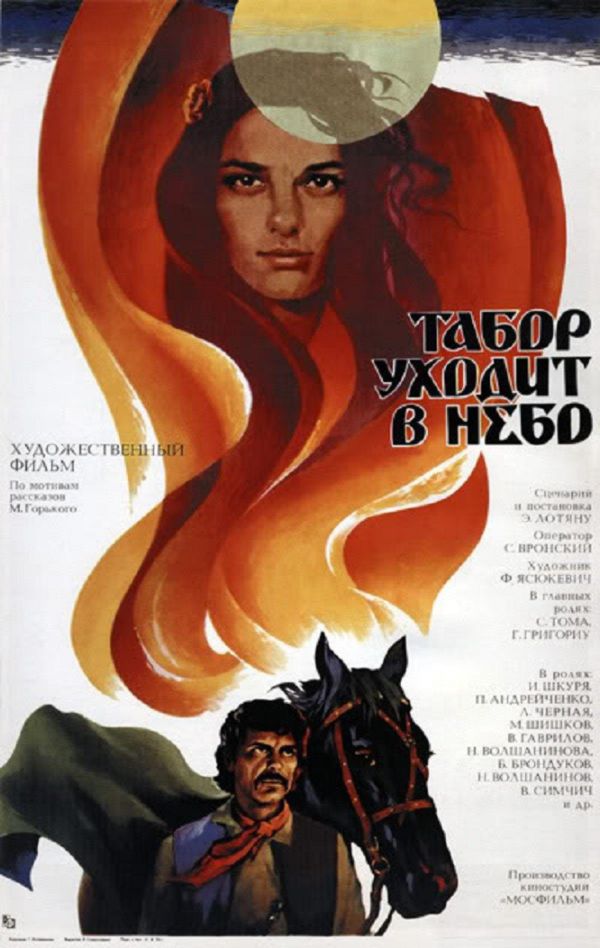 ТАБОР
УХОДИТ
В НЕБО
ХУДОЖЕСТВЕННЫЙ
ФИЛЬМ
По мотивам
рассказов
М. Горького
Сценарий
и постановка
Э. ЛОТЯНУ
Оператор
С. ВРОНСКИЙ
Художник
Ф. ЯСЮКЕВИЧ
В главных
ролях:
С. ТОМА,
Г. ГРИГОРИУ
В ролях:
И. ШКУРЯ,
П. АНДРЕЙЧЕНКО,
Л. ЧЕРНАЯ,
М. ШИШКОВ,
В. ГАВРИЛОВ,
Н. ВОЛШАНИНОВА,
Б. БРОНДУКОВ,
Н. ВОЛШАНИНОВ,
В. СИМЧИЧ
и др.
Производство
киностудии
«МОСФИЛЬМ»